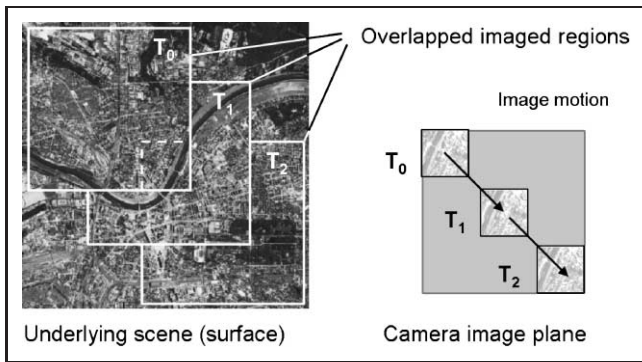 T0
T1
T2
Overlapped imaged regions
Image motion
T0
T1
T2
Underlying scene (surface)
Camera image plane